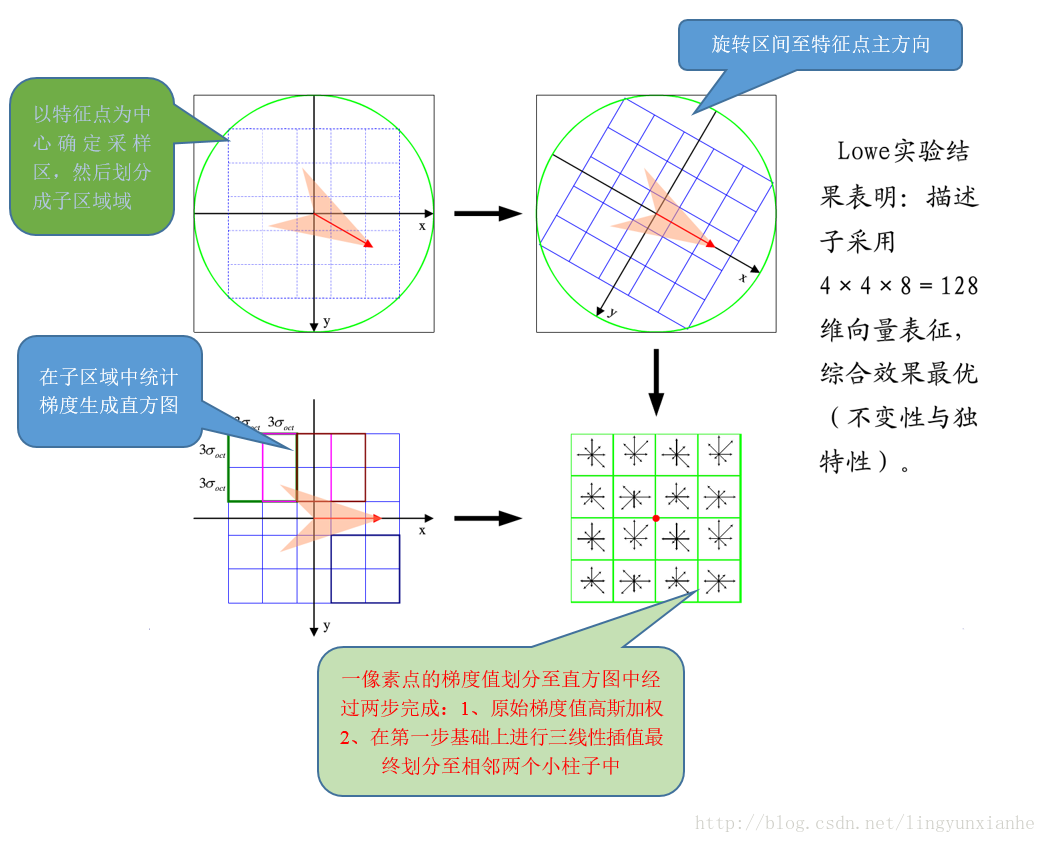 旋转区间至特征点主方向
以特征点为中
心确定采样
区，然后划分
成子区域域
x
y
x
y
Lowe实验结
果表明：描述
子采用
4×4×8=128
维向量表征，
综合效果最优
（不变性与独
特性）。
在子区域中统计
梯度生成直方图
3σoct 3σoct
3σoct
3σoct
x
y
一像素点的梯度值划分至直方图中经
过两步完成：1、原始梯度值高斯加权
2、在第一步基础上进行三线性插值最
终划分至相邻两个小柱子中
http://blog.csdn.net/lingyunxianhe